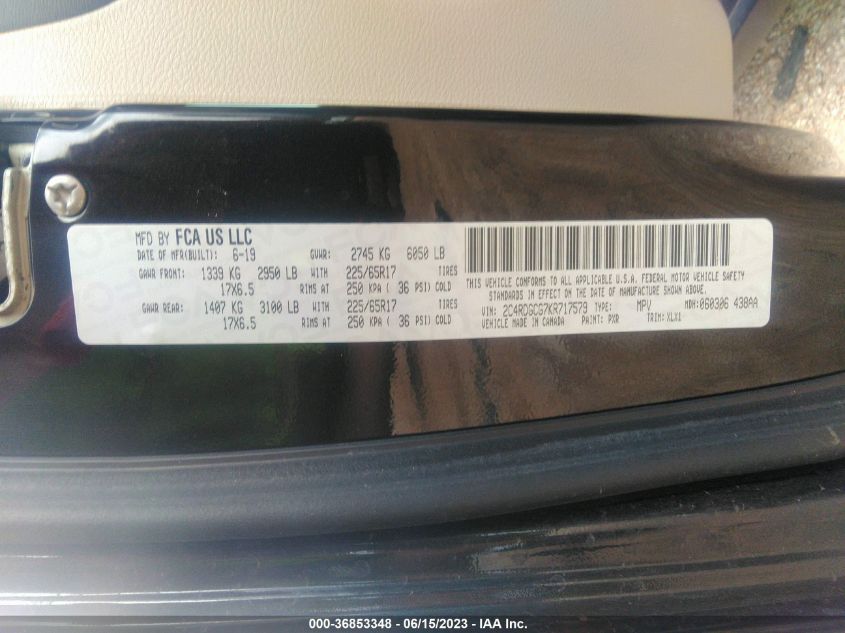 MFD BY FCA US LLC
DATE OF MFR(BUILT): 6-19 GVWR: 2745 KG 6050 LB
GAWR FRONT: 1339 KG 2950 LB WITH 225/65R17 TIRES
17X6.5 RIMS AT 250 KPA ( 36 PSI) COLD
GAWR REAR: 1407 KG 3100 LB WITH 225/65R17 TIRES
17X6.5 RIMS AT 250 KPA ( 36 PSI) COLD
THIS VEHICLE CONFORMS TO ALL APPLICABLE U.S.A. FEDERAL MOTOR VEHICLE SAFETY
STANDARDS IN EFFECT ON THE DATE OF MANUFACTURE SHOWN ABOVE.
VIN: 2C4RDGCG7KR717579 TYPE: MPV MDH: 060306 438AA
VEHICLE MADE IN CANADA PAINT: PXR TRIM: XLX1
000-36853348 - 06/15/2023 - IAA Inc.